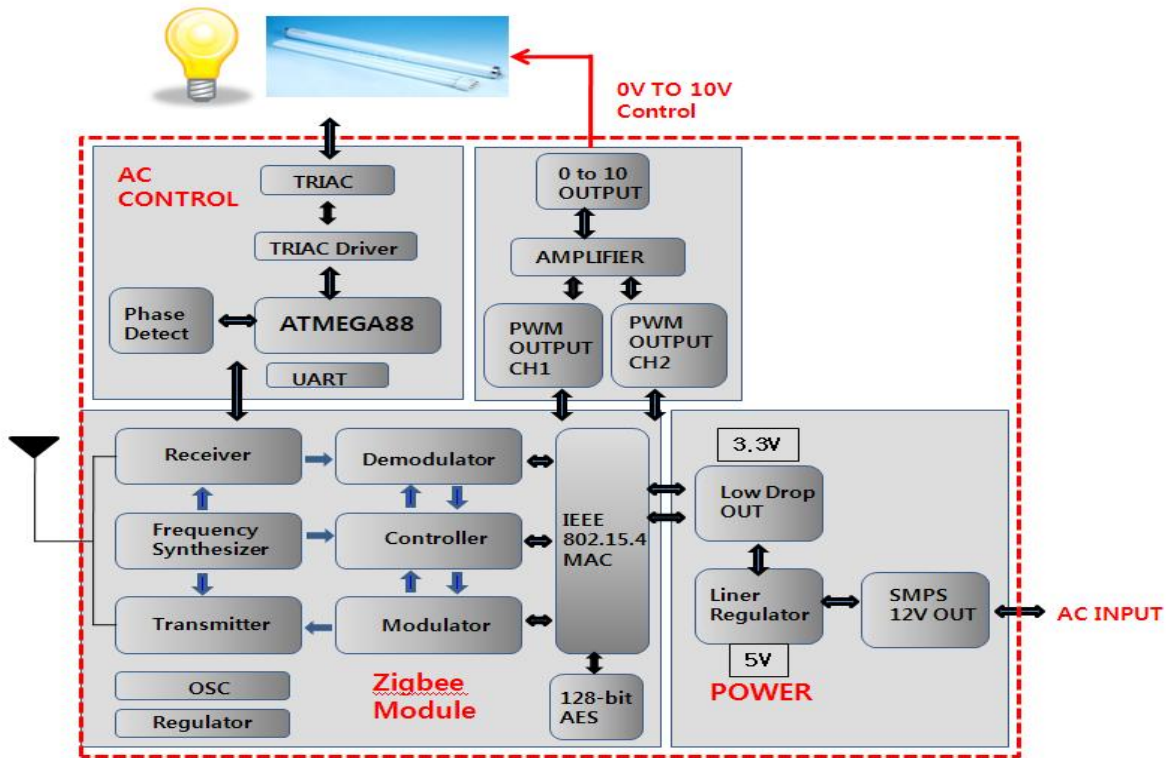 0V TO 10V
Control
AC
CONTROL
TRIAC
TRIAC Driver
Phase
Detect
ATMEGA88
UART
0 to 10
OUTPUT
AMPLIFIER
PWM
OUTPUT
CH1
PWM
OUTPUT
CH2
Receiver
Demodulator
Frequency
Synthesizer
Controller
Transmitter
Modulator
OSC
Regulator
Zigbee
Module
IEEE
802.15.4
MAC
128-bit
AES
3.3V
Low Drop
OUT
Liner
Regulator
5V
SMPS
12V OUT
POWER
AC INPUT